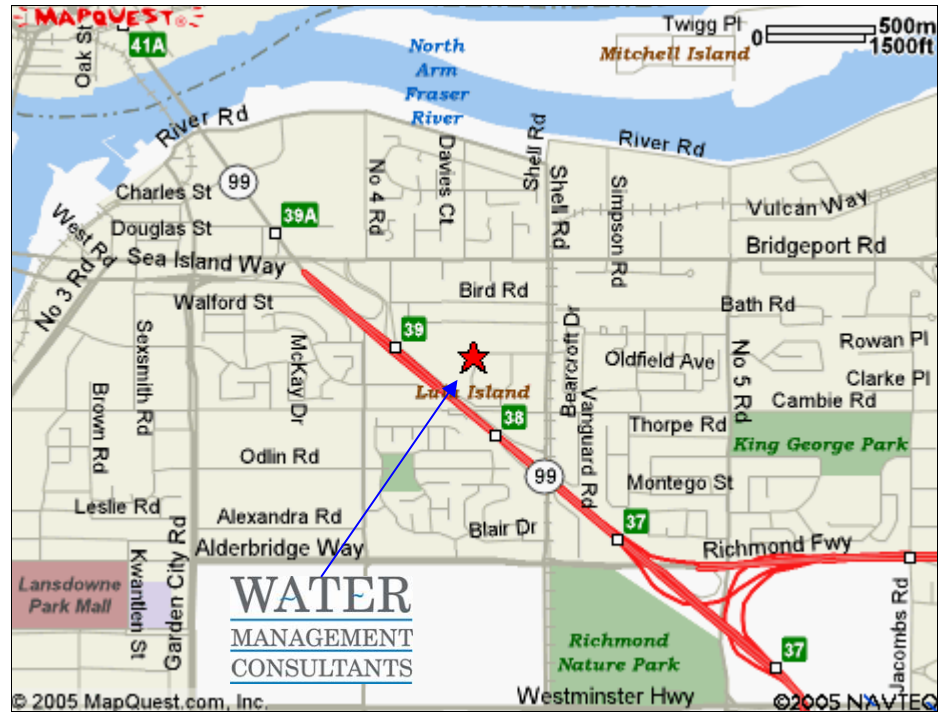 MAPQUEST®
41A
Oak St
North
Arm
Fraser
River
Twigg Pl
Mitchell Island
0
500m
1500ft
River Rd
River Rd
99
Charles St
39A
Douglas St
West Rd
No 3 Rd
Sea Island Way
No 4 Rd
Davies Ct
Shell Rd
Shell Rd
Simpson Rd
Vulcan Way
Bridgeport Rd
Walford St
Bird Rd
Bath Rd
39
Sexsmith Rd
McKay Dr
Bearcroft Dr
Oldfield Ave
No 5 Rd
Rowan Pl
Clarke Pl
Brown Rd
Island
38
Vanguard Rd
Cambie Rd
Thorpe Rd
King George Park
Odlin Rd
99
Montego St
Leslie Rd
Alexandra Rd
Blair Dr
37
Alderbridge Way
Richmond Fwy
Garden City Rd
Kwantlen St
Lansdowne
Park Mall
WATER
MANAGEMENT
CONSULTANTS
Richmond
Nature Park
37
Jacombs Rd
Westminster Hwy
© 2005 MapQuest.com, Inc.
©2005 NAVTEQ